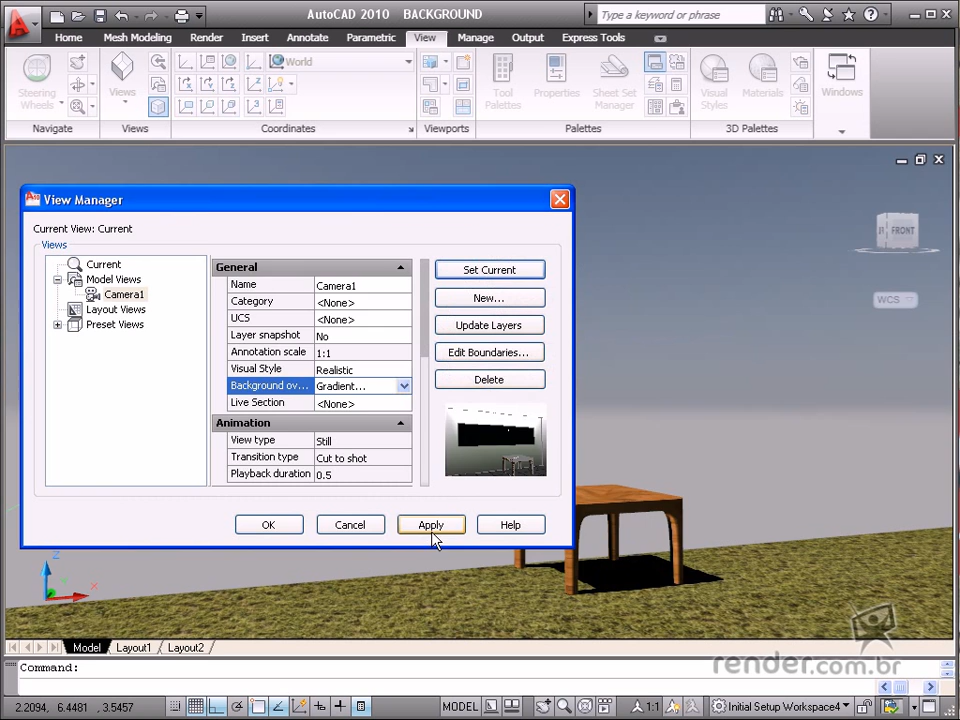 AutoCAD 2010 BACKGROUND
Type a keyword or phrase
Home Mesh Modeling Render Insert Annotate Parametric View Manage Output Express Tools
World
Steering Wheels
Views
Tool Palettes
Properties
Sheet Set Manager
Visual Styles
Materials
Windows
Navigate Views Coordinates Viewports Palettes 3D Palettes
View Manager
Current View: Current
Views
Current
Model Views
Camera1
Layout Views
Preset Views
General
Name Camera1
Category <None>
UCS <None>
Layer snapshot No
Annotation scale 1:1
Visual Style Realistic
Background ov... Gradient...
Live Section <None>
Animation
View type Still
Transition type Cut to shot
Playback duration 0.5
Set Current
New...
Update Layers
Edit Boundaries...
Delete
OK Cancel Apply Help
FRONT
WCS
Z
X
Model Layout1 Layout2
render.com.br
Command:
2.2094, 6.4481 , 3.5457 MODEL 1:1 Initial Setup Workspace4